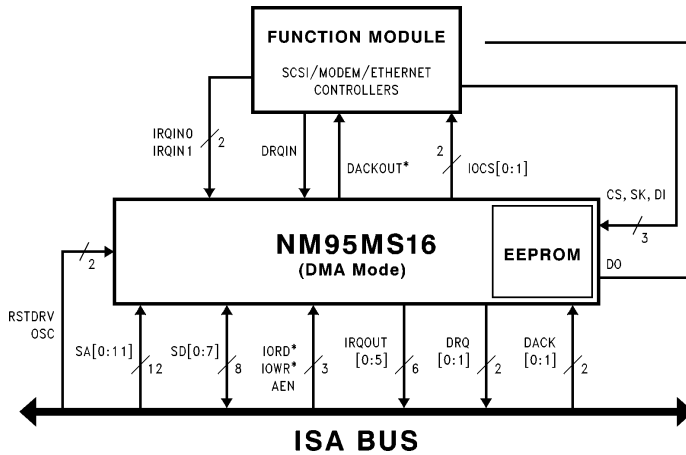 FUNCTION MODULE
SCSI/MODEM/ETHERNET
CONTROLLERS
IRQIN0
IRQIN1
2
DRQIN
DACKOUT*
2
IOCS[0:1]
CS, SK, DI
3
NM95MS16
(DMA Mode)
EEPROM
DO
2
RSTDRV
OSC
SA[0:11]
12
SD[0:7]
8
IORD*
IOWR*
AEN
3
IRQOUT
[0:5]
6
DRQ
[0:1]
2
DACK
[0:1]
2
ISA BUS